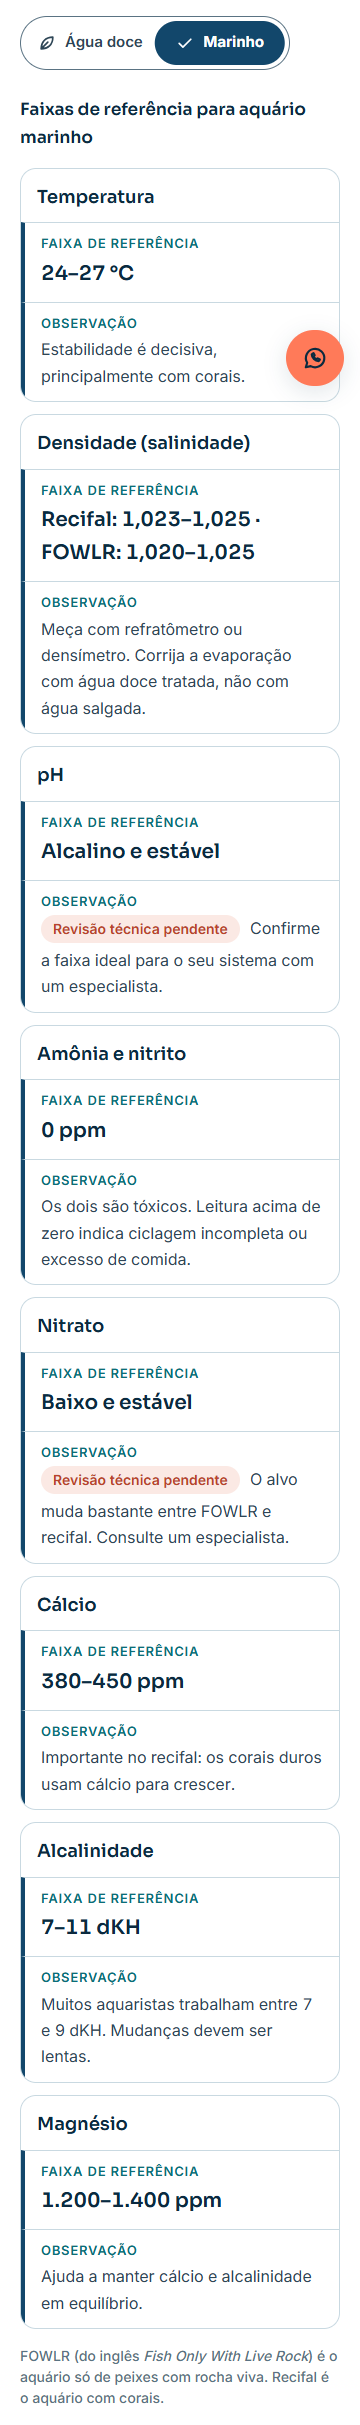 Água doce
Marinho
Faixas de referência para aquário
marinho
Temperatura
FAIXA DE REFERÊNCIA
24–27 °C
OBSERVAÇÃO
Estabilidade é decisiva,
principalmente com corais.
Densidade (salinidade)
FAIXA DE REFERÊNCIA
Recifal: 1,023–1,025 ·
FOWLR: 1,020–1,025
OBSERVAÇÃO
Meça com refratômetro ou
densímetro. Corrija a evaporação
com água doce tratada, não com
água salgada.
pH
FAIXA DE REFERÊNCIA
Alcalino e estável
OBSERVAÇÃO
Revisão técnica pendente Confirme
a faixa ideal para o seu sistema com
um especialista.
Amônia e nitrito
FAIXA DE REFERÊNCIA
0 ppm
OBSERVAÇÃO
Os dois são tóxicos. Leitura acima de
zero indica ciclagem incompleta ou
excesso de comida.
Nitrato
FAIXA DE REFERÊNCIA
Baixo e estável
OBSERVAÇÃO
Revisão técnica pendente O alvo
muda bastante entre FOWLR e
recifal. Consulte um especialista.
Cálcio
FAIXA DE REFERÊNCIA
380–450 ppm
OBSERVAÇÃO
Importante no recifal: os corais duros
usam cálcio para crescer.
Alcalinidade
FAIXA DE REFERÊNCIA
7–11 dKH
OBSERVAÇÃO
Muitos aquaristas trabalham entre 7
e 9 dKH. Mudanças devem ser
lentas.
Magnésio
FAIXA DE REFERÊNCIA
1.200–1.400 ppm
OBSERVAÇÃO
Ajuda a manter cálcio e alcalinidade
em equilíbrio.
FOWLR (do inglês Fish Only With Live Rock) é o
aquário só de peixes com rocha viva. Recifal é
o aquário com corais.